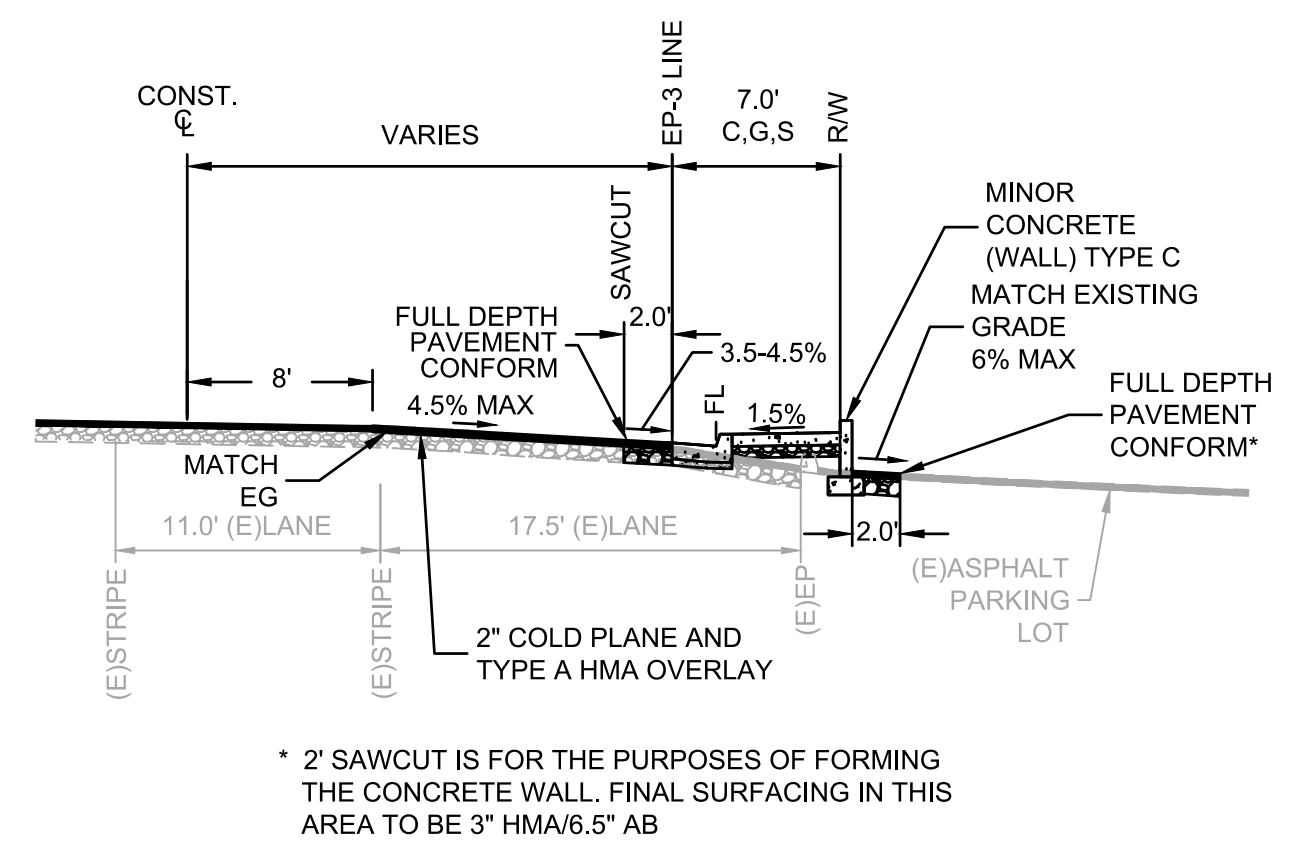 CONST.
℄
VARIES
EP-3 LINE
7.0'
C,G,S
R/W
SAWCUT
MINOR
CONCRETE
(WALL) TYPE C
MATCH EXISTING
GRADE
6% MAX
FULL DEPTH
PAVEMENT
CONFORM
2.0'
3.5-4.5%
FULL DEPTH
PAVEMENT
CONFORM*
8'
4.5% MAX
FL
1.5%
MATCH
EG
11.0' (E)LANE
17.5' (E)LANE
2.0'
(E)STRIPE
(E)STRIPE
(E)EP
(E)ASPHALT
PARKING
LOT
2" COLD PLANE AND
TYPE A HMA OVERLAY
* 2' SAWCUT IS FOR THE PURPOSES OF FORMING
THE CONCRETE WALL. FINAL SURFACING IN THIS
AREA TO BE 3" HMA/6.5" AB